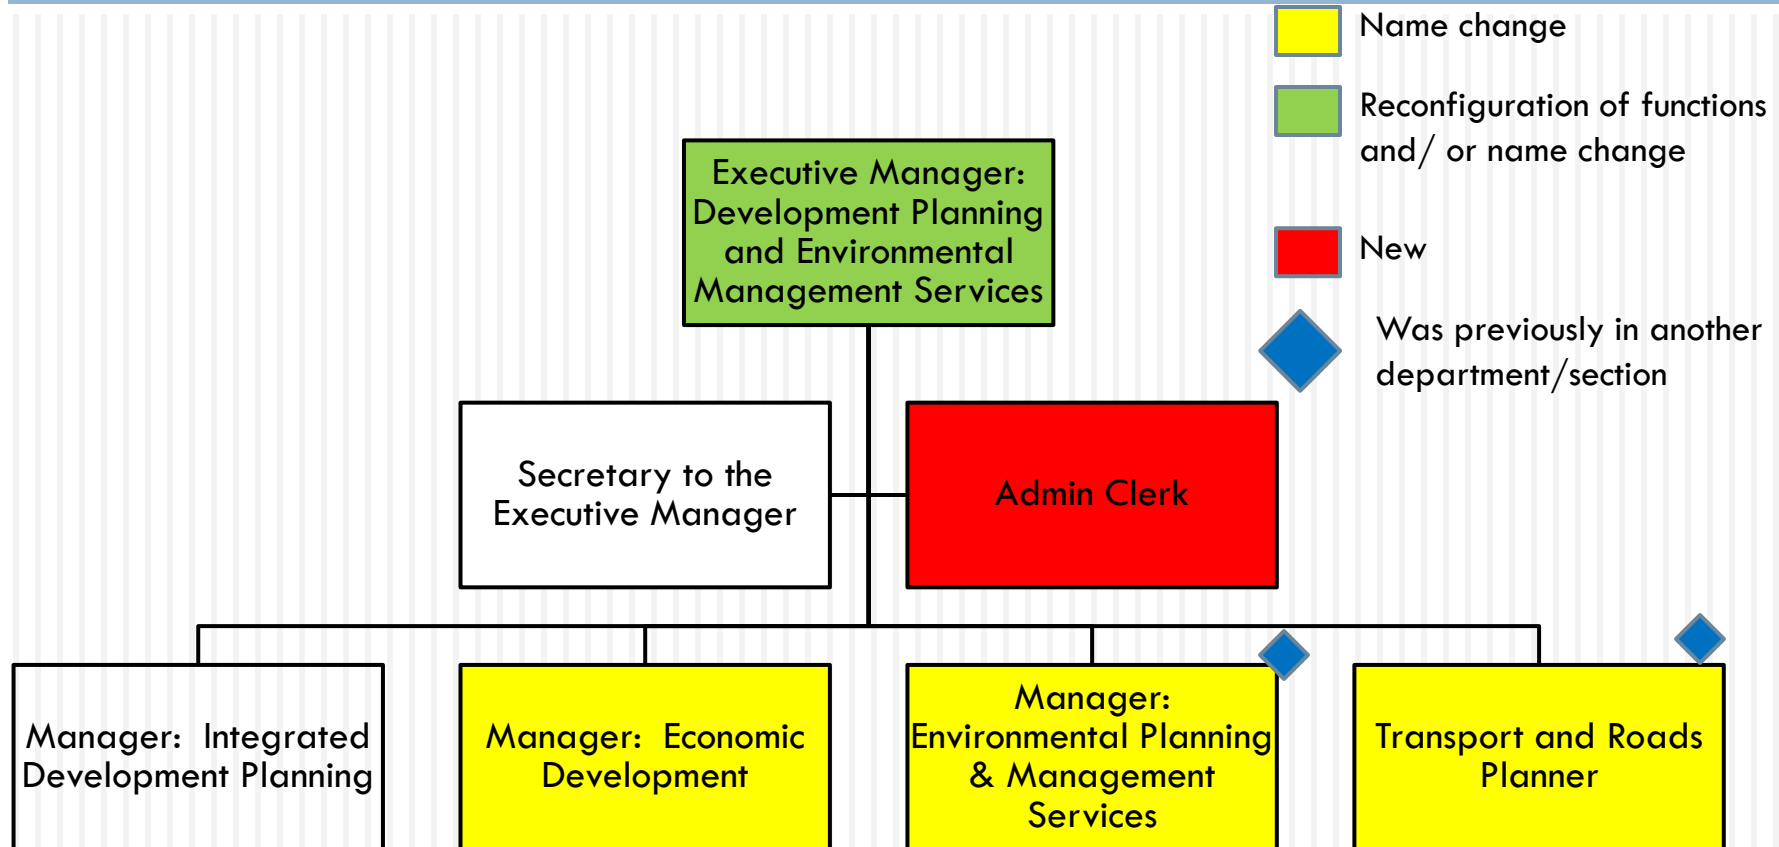 Name change
Reconfiguration of functions
and/ or name change
New
Was previously in another
department/section
Executive Manager:
Development Planning
and Environmental
Management Services
Secretary to the
Executive Manager
Admin Clerk
Manager: Integrated
Development Planning
Manager: Economic
Development
Manager:
Environmental Planning
& Management
Services
Transport and Roads
Planner